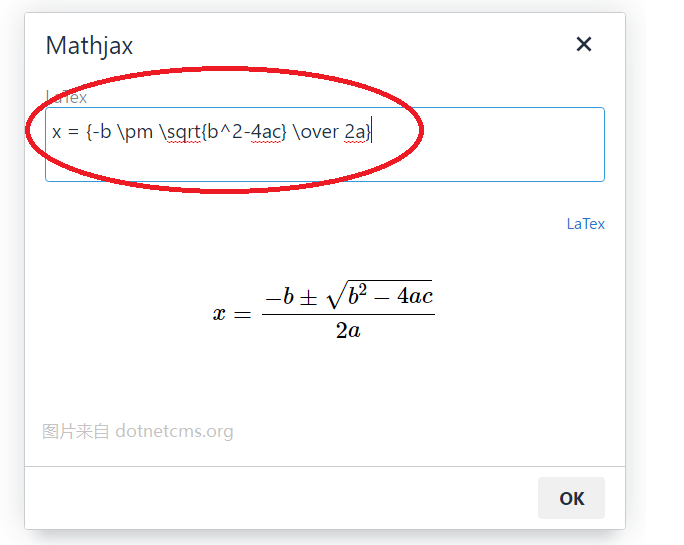 Mathjax ✕
LaTex
x = {-b \pm \sqrt{b^2-4ac} \over 2a}
LaTex
x = \frac{-b ± \sqrt{b^2 − 4ac}}{2a}
图片来自 dotnetcms.org
OK